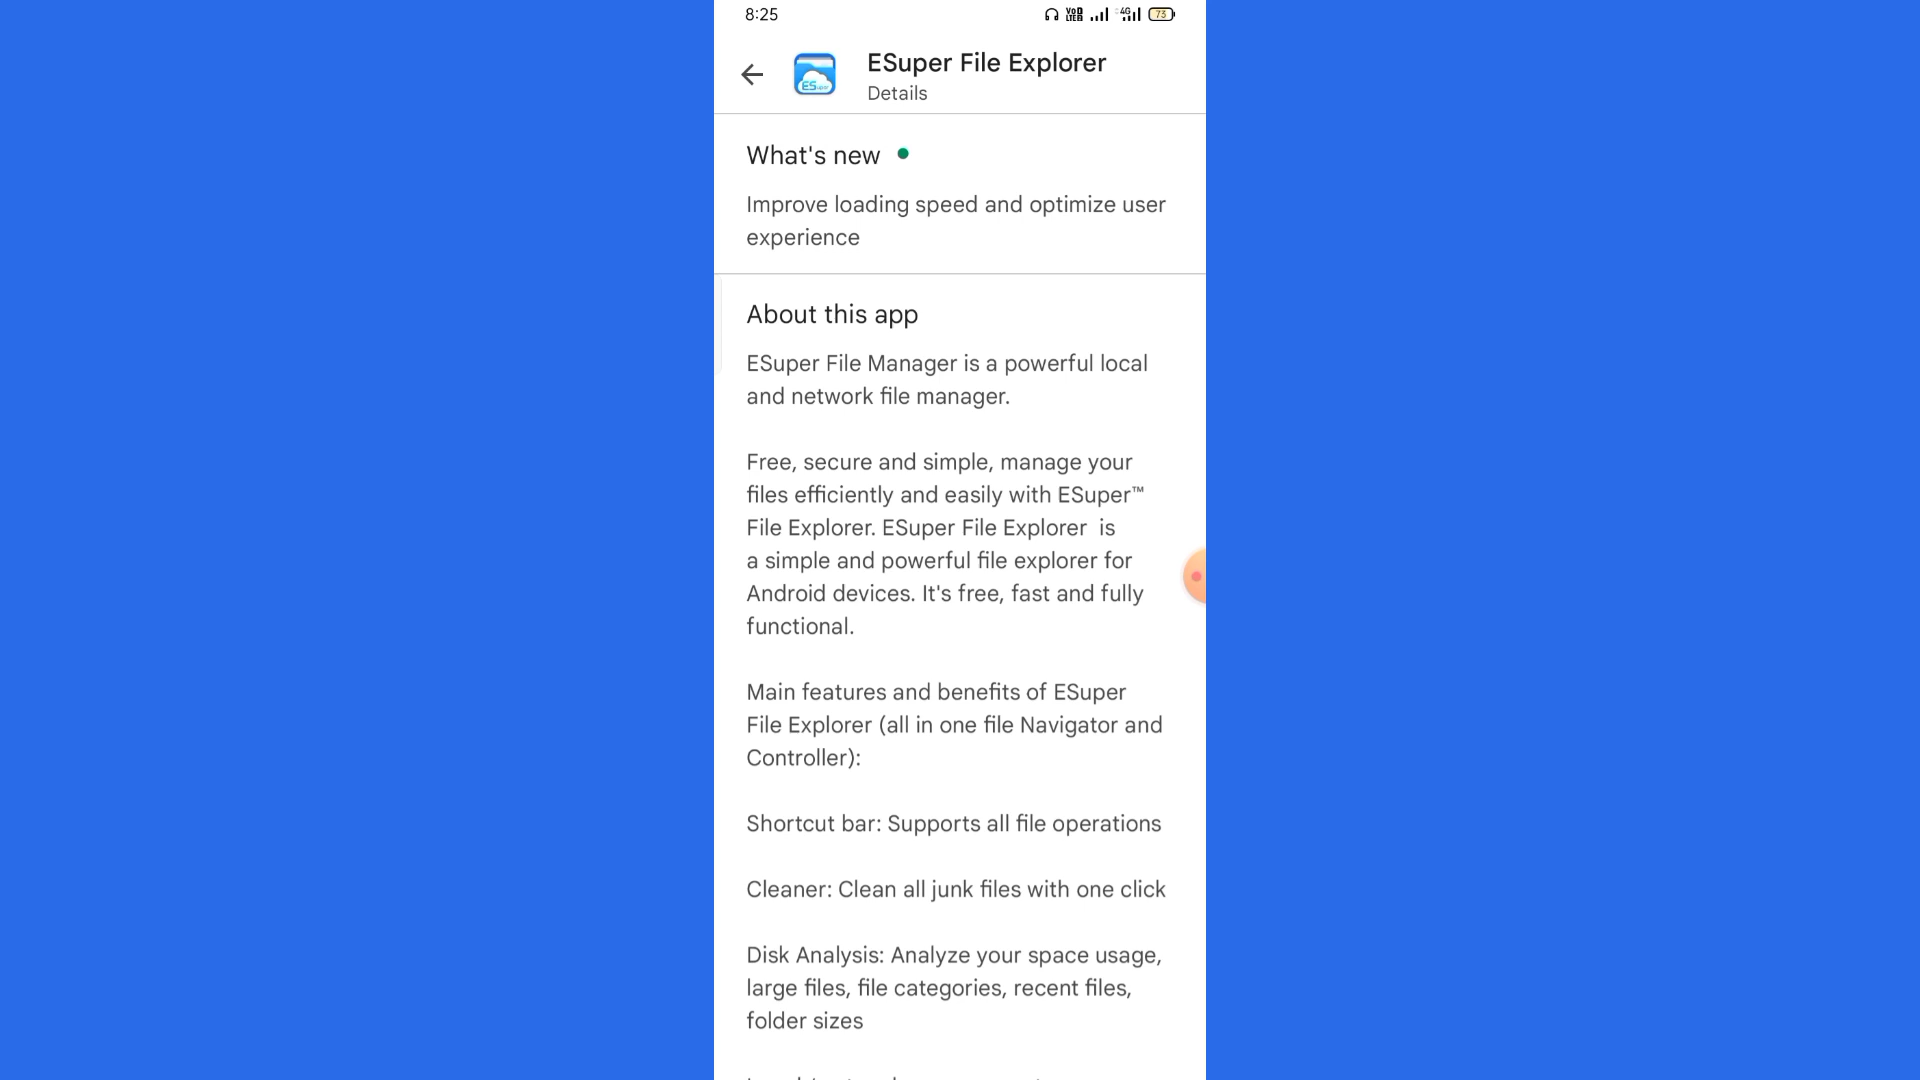 8:25
VoD
LTE2
4G
73
ESuper File Explorer
Details
ES
What's new
Improve loading speed and optimize user
experience
About this app
ESuper File Manager is a powerful local
and network file manager.
Free, secure and simple, manage your
files efficiently and easily with ESuper™
File Explorer. ESuper File Explorer  is
a simple and powerful file explorer for
Android devices. It's free, fast and fully
functional.
Main features and benefits of ESuper
File Explorer (all in one file Navigator and
Controller):
Shortcut bar: Supports all file operations
Cleaner: Clean all junk files with one click
Disk Analysis: Analyze your space usage,
large files, file categories, recent files,
folder sizes